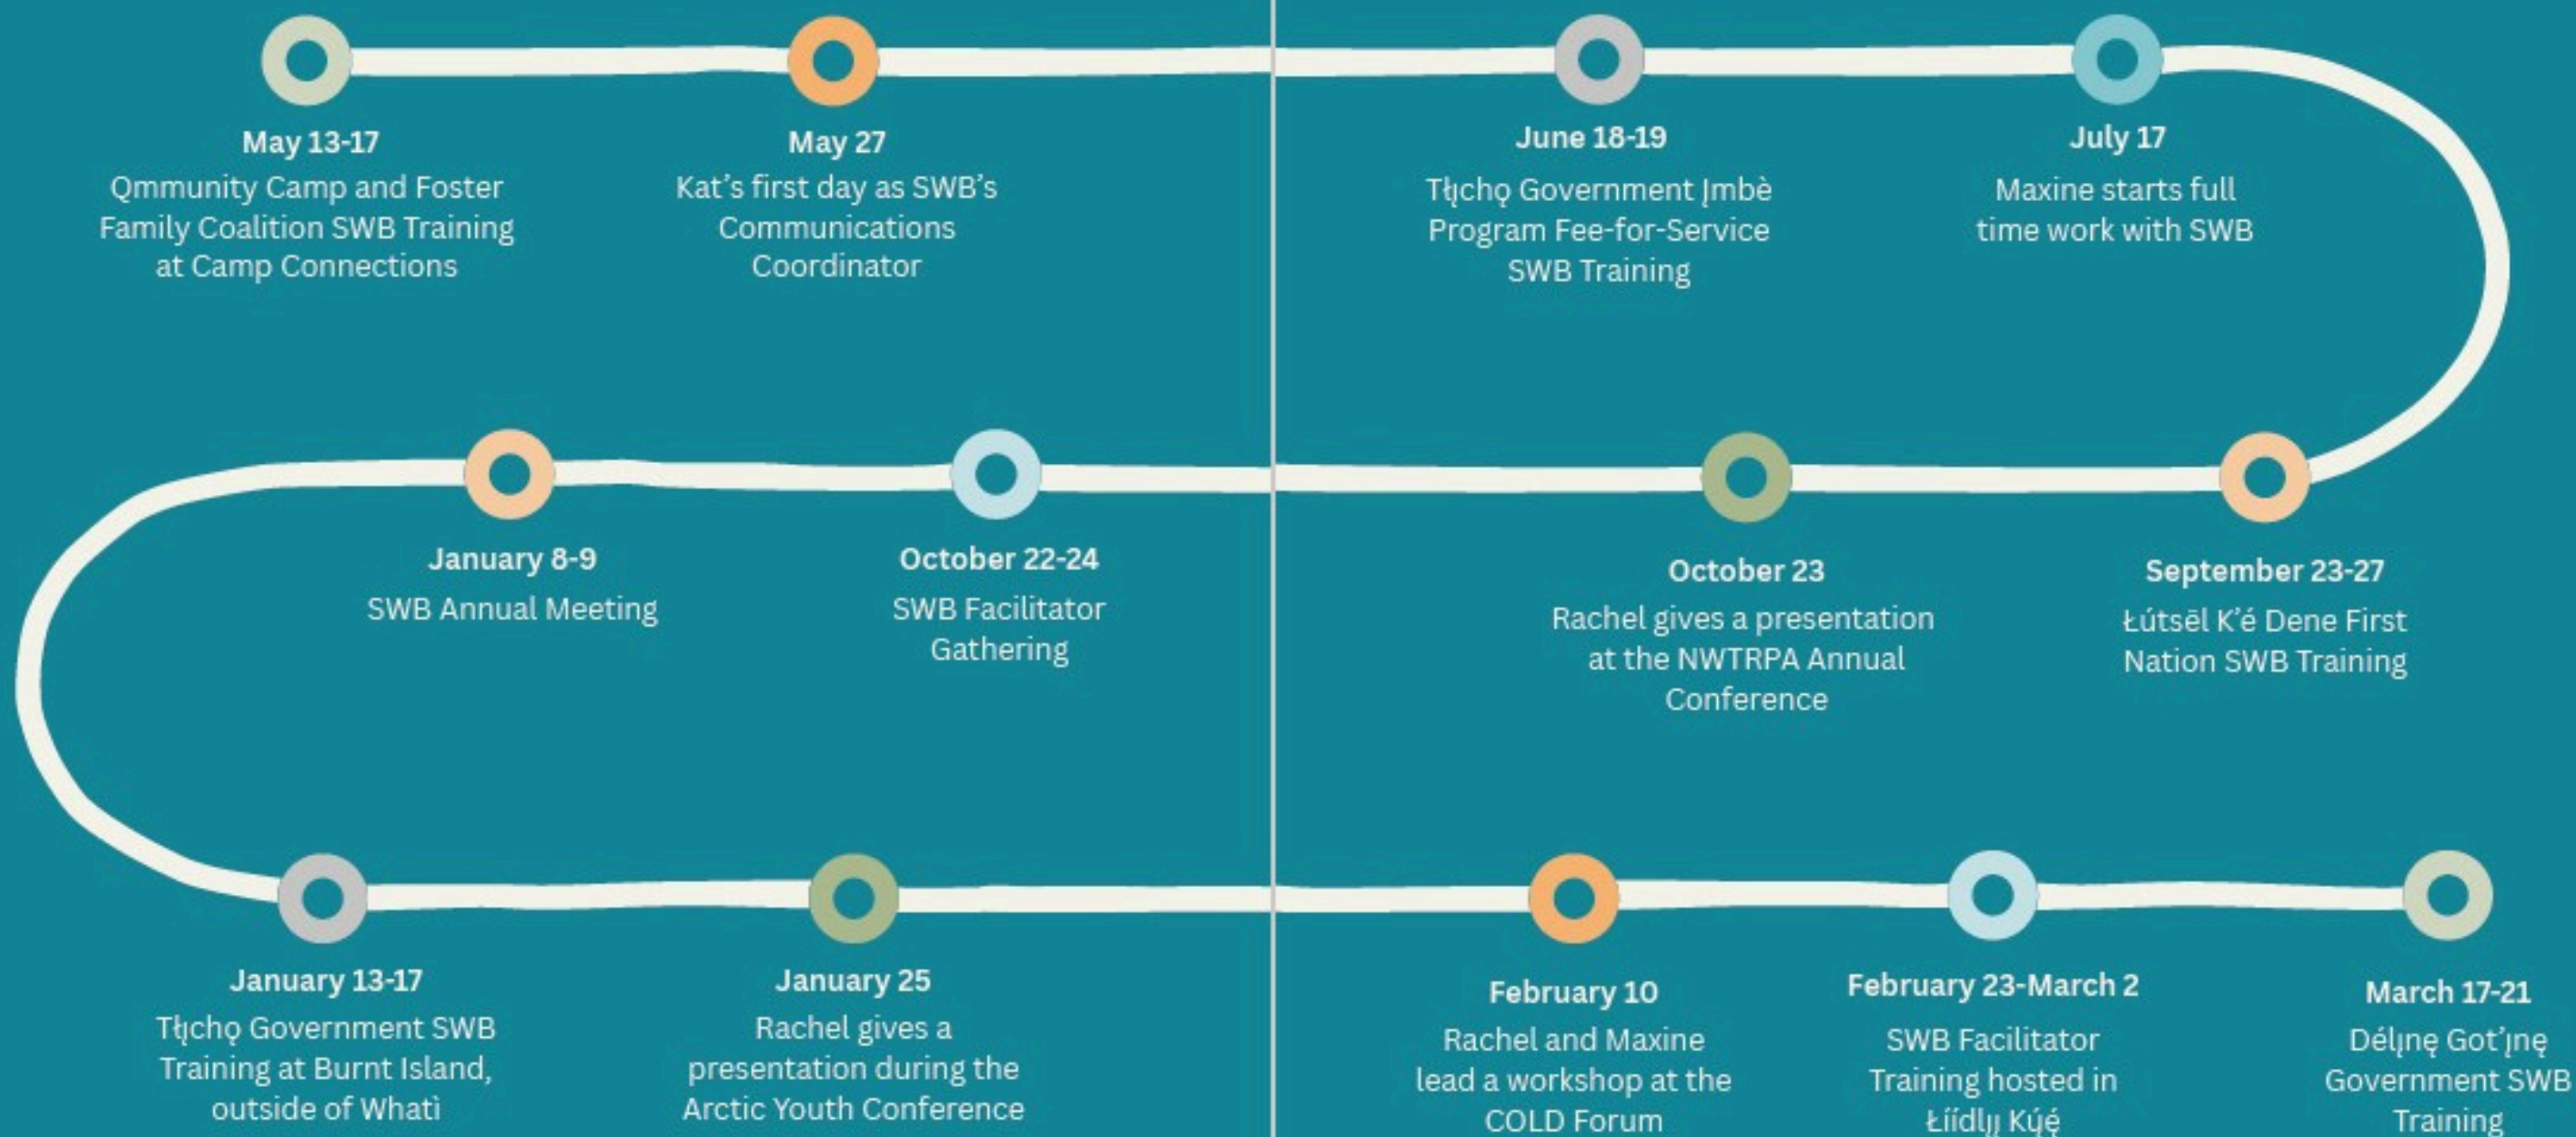 May 13-17
Qmmunity Camp and Foster
Family Coalition SWB Training
at Camp Connections
May 27
Kat's first day as SWB's
Communications
Coordinator
June 18-19
Tłı̨chǫ Government Į̀mbè
Program Fee-for-Service
SWB Training
July 17
Maxine starts full
time work with SWB
September 23-27
Łútsël K'é Dene First
Nation SWB Training
October 23
Rachel gives a presentation
at the NWTRPA Annual
Conference
October 22-24
SWB Facilitator
Gathering
January 8-9
SWB Annual Meeting
January 13-17
Tłı̨chǫ Government SWB
Training at Burnt Island,
outside of Whatì
January 25
Rachel gives a
presentation during the
Arctic Youth Conference
February 10
Rachel and Maxine
lead a workshop at the
COLD Forum
February 23-March 2
SWB Facilitator
Training hosted in
Łíídlı̨ı̨ Kų́ę́
March 17-21
Délı̨nę Got'ı̨nę
Government SWB
Training